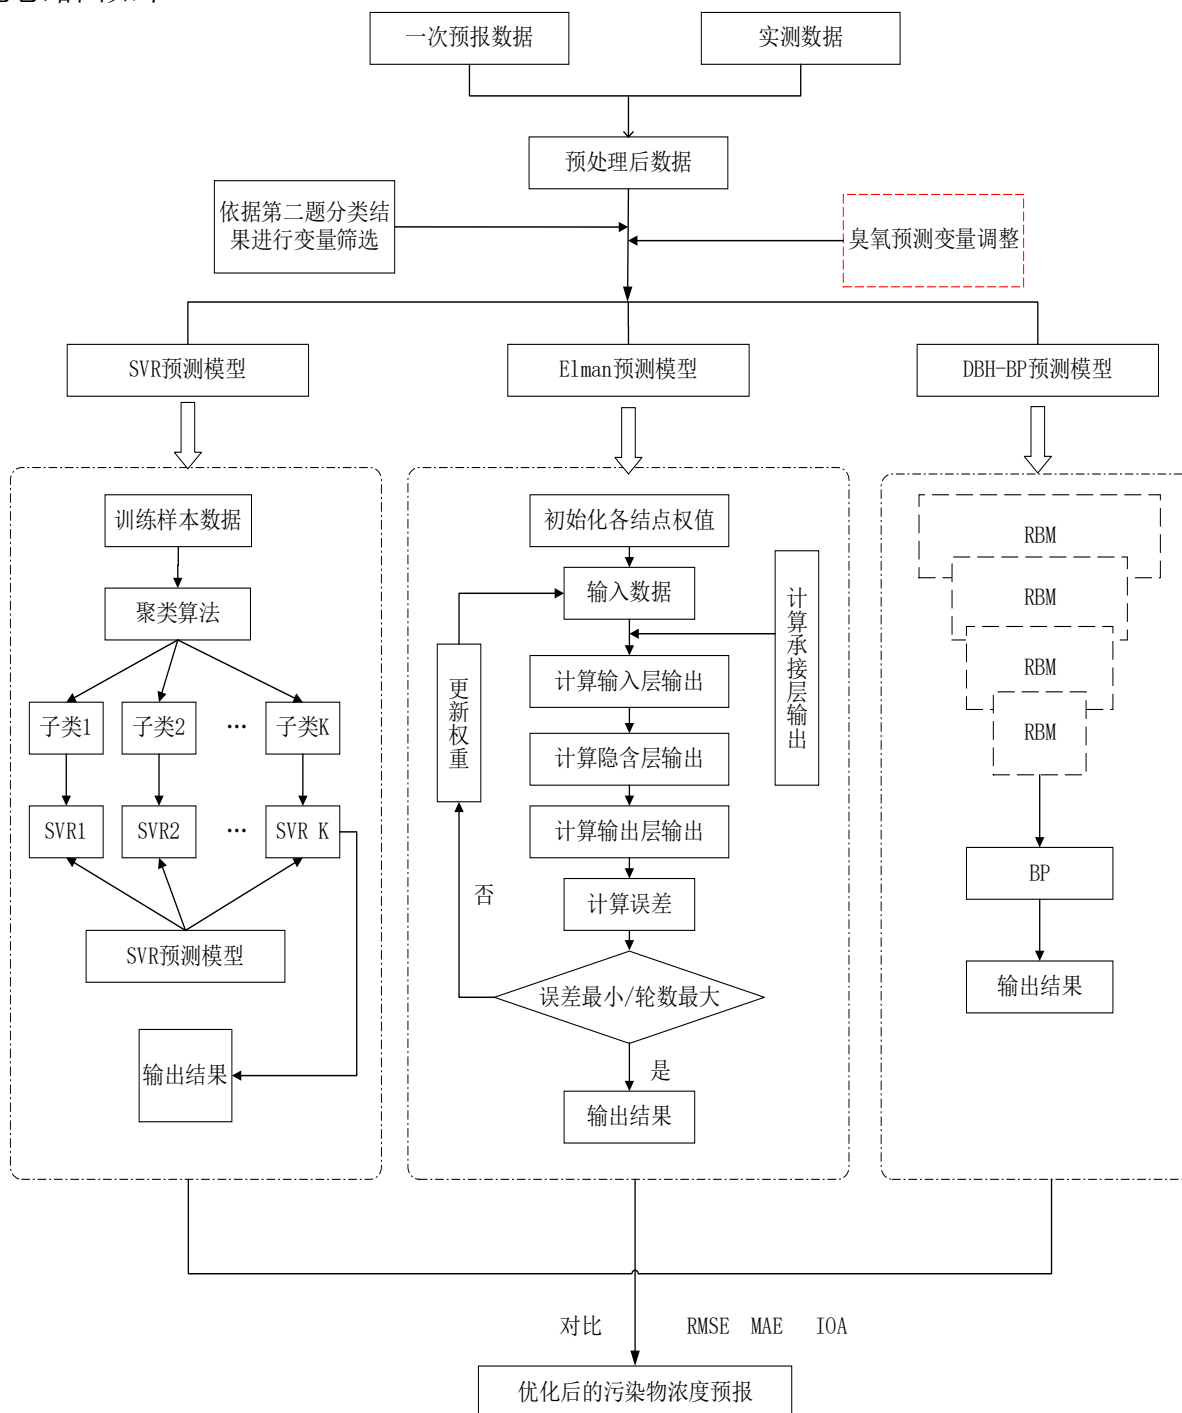 一次预报数据
实测数据
预处理后数据
依据第二题分类结
果进行变量筛选
臭氧预测变量调整
SVR预测模型
Elman预测模型
DBH-BP预测模型
训练样本数据
聚类算法
子类1
子类2
…
子类K
SVR1
SVR2
…
SVR K
SVR预测模型
输出结果
初始化各结点权值
输入数据
计算承接层输出
更新权重
计算输入层输出
计算隐含层输出
计算输出层输出
计算误差
否
误差最小/轮数最大
是
输出结果
RBM
RBM
RBM
RBM
BP
输出结果
对比 RMSE MAE IOA
优化后的污染物浓度预报